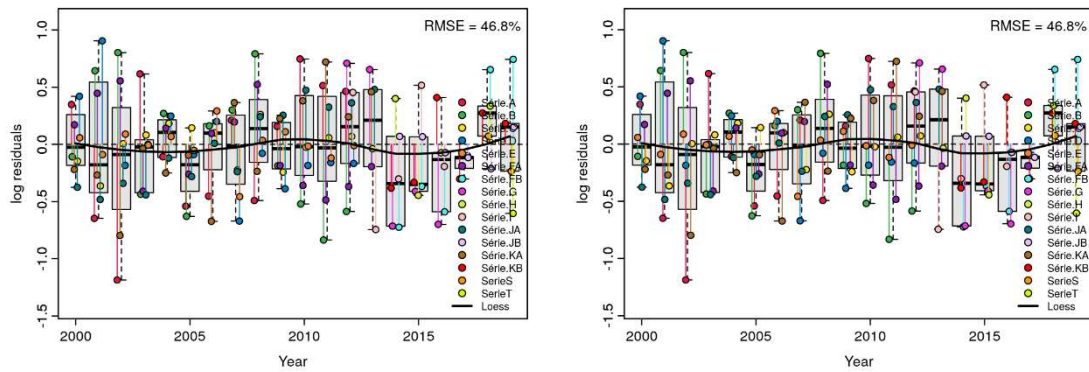 RMSE = 46.8%
log residuals
1.0
0.5
0.0
-0.5
-1.0
-1.5
Série.A
Série.B
Série.E
Série.FB
Série.G
Série.H
Série.JA
Série.JB
Série.KA
Série.KB
SerieS
SerieT
Loess
2000
2005
2010
2015
Year
RMSE = 46.8%
log residuals
1.0
0.5
0.0
-0.5
-1.0
-1.5
Série.A
Série.B
Série.E
Série.FB
Série.G
Série.H
Série.JA
Série.JB
Série.KA
Série.KB
SerieS
SerieT
Loess
2000
2005
2010
2015
Year